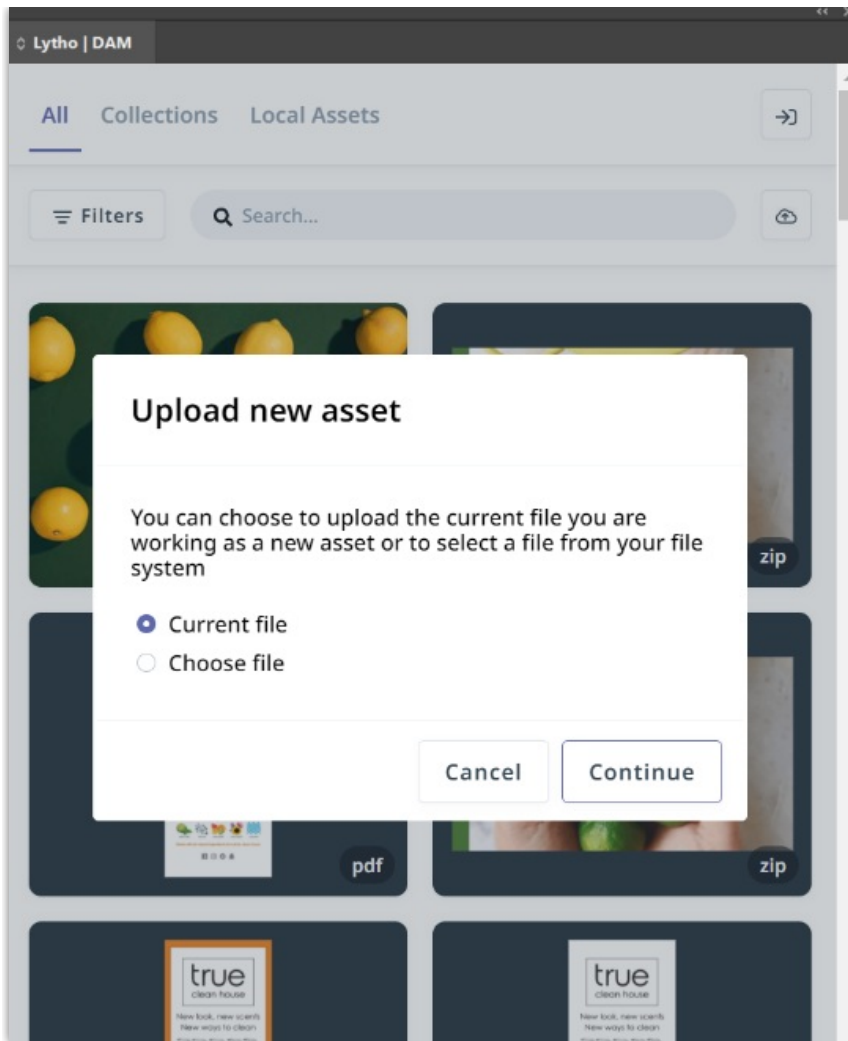 Lytho | DAM
All Collections Local Assets
Filters Search...
Upload new asset
You can choose to upload the current file you are
working as a new asset or to select a file from your file
system
zip
Current file
Choose file
Cancel Continue
pdf
zip
true
clean house
New look, new scents
New ways to clean
true
clean house
New look, new scents
New ways to clean